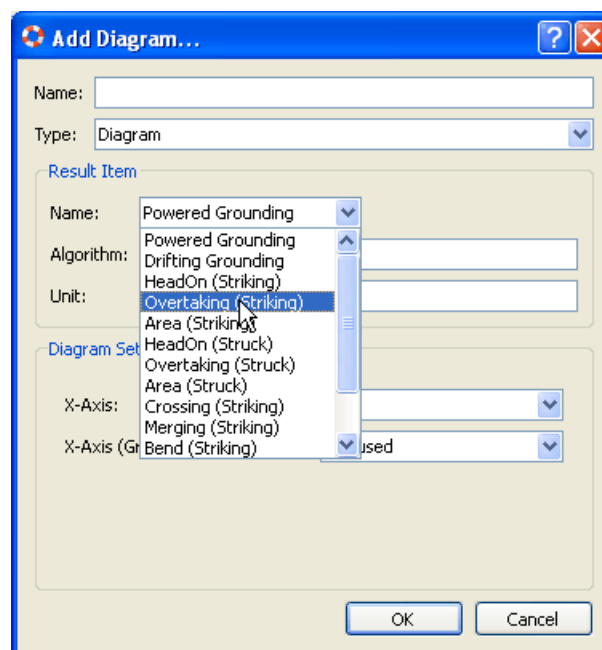 Add Diagram...
Name:
Type: Diagram
Result Item
Name: Powered Grounding
Powered Grounding
Algorithm: Drifting Grounding
HeadOn (Striking)
Unit: Overtaking (Striking)
Area (Striking)
HeadOn (Struck)
Diagram Set
Overtaking (Struck)
Area (Struck)
X-Axis: Crossing (Striking)
Merging (Striking)
X-Axis (Gr
Bend (Striking)
OK Cancel